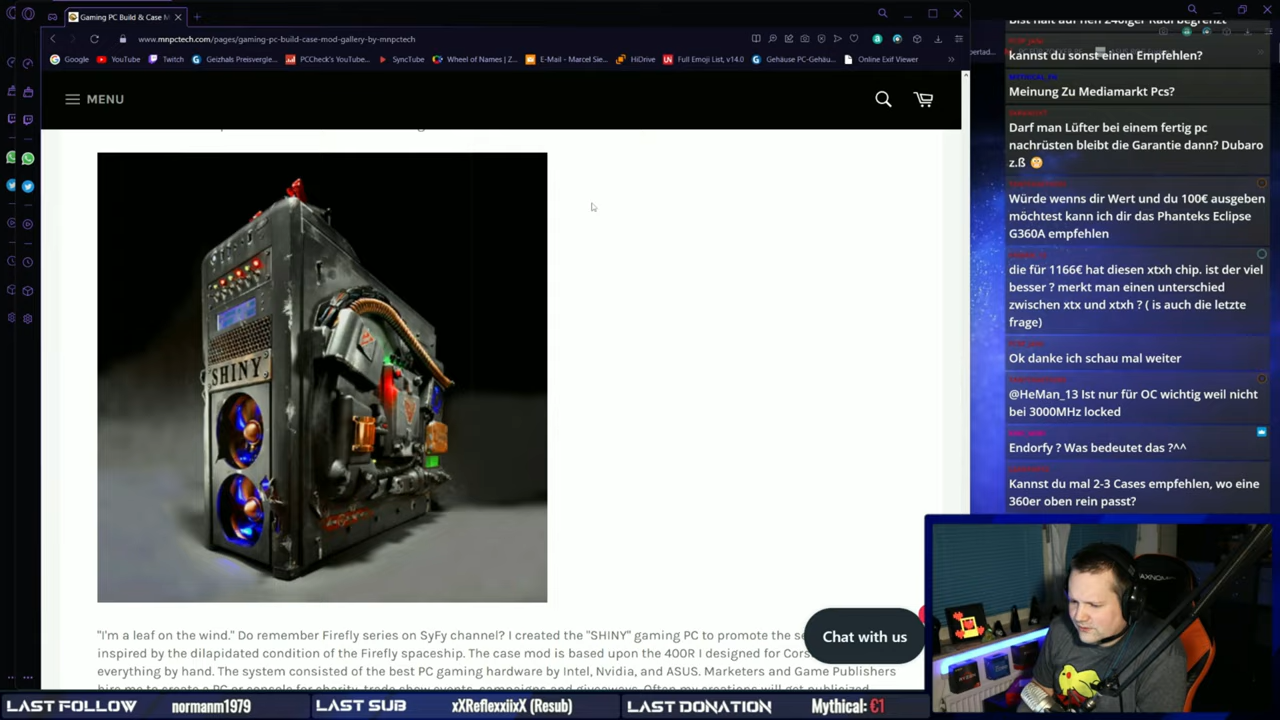 Gaming PC Build & Case M
www.mnpctech.com/pages/gaming-pc-build-case-mod-gallery-by-mnpctech
Google
YouTube
Twitch
Geizhals Preisvergle...
PCCheck's YouTube...
SyncTube
Wheel of Names | Z...
E-Mail - Marcel Sie...
HiDrive
Full Emoji List, v14.0
Gehäuse PC-Gehäu...
Online Exif Viewer
MENU
SHINY
"I'm a leaf on the wind." Do remember Firefly series on SyFy channel? I created the "SHINY" gaming PC to promote the se
inspired by the dilapidated condition of the Firefly spaceship. The case mod is based upon the 400R I designed for Cors
everything by hand. The system consisted of the best PC gaming hardware by Intel, Nvidia, and ASUS. Marketers and Game Publishers
Chat with us
kannst du sonst einen Empfehlen?
Meinung Zu Mediamarkt Pcs?
Darf man Lüfter bei einem fertig pc
nachrüsten bleibt die Garantie dann? Dubaro
z.ß
Würde wenns dir Wert und du 100€ ausgeben
möchtest kann ich dir das Phanteks Eclipse
G360A empfehlen
die für 1166€ hat diesen xtxh chip. ist der viel
besser ? merkt man einen unterschied
zwischen xtx und xtxh ? ( is auch die letzte
frage)
Ok danke ich schau mal weiter
@HeMan_13 Ist nur für OC wichtig weil nicht
bei 3000MHz locked
Endorfy ? Was bedeutet das ?^^
Kannst du mal 2-3 Cases empfehlen, wo eine
360er oben rein passt?
LAST FOLLOW
normanm1979
LAST SUB
xXReflexxiixX (Resub)
LAST DONATION
Mythical: €1